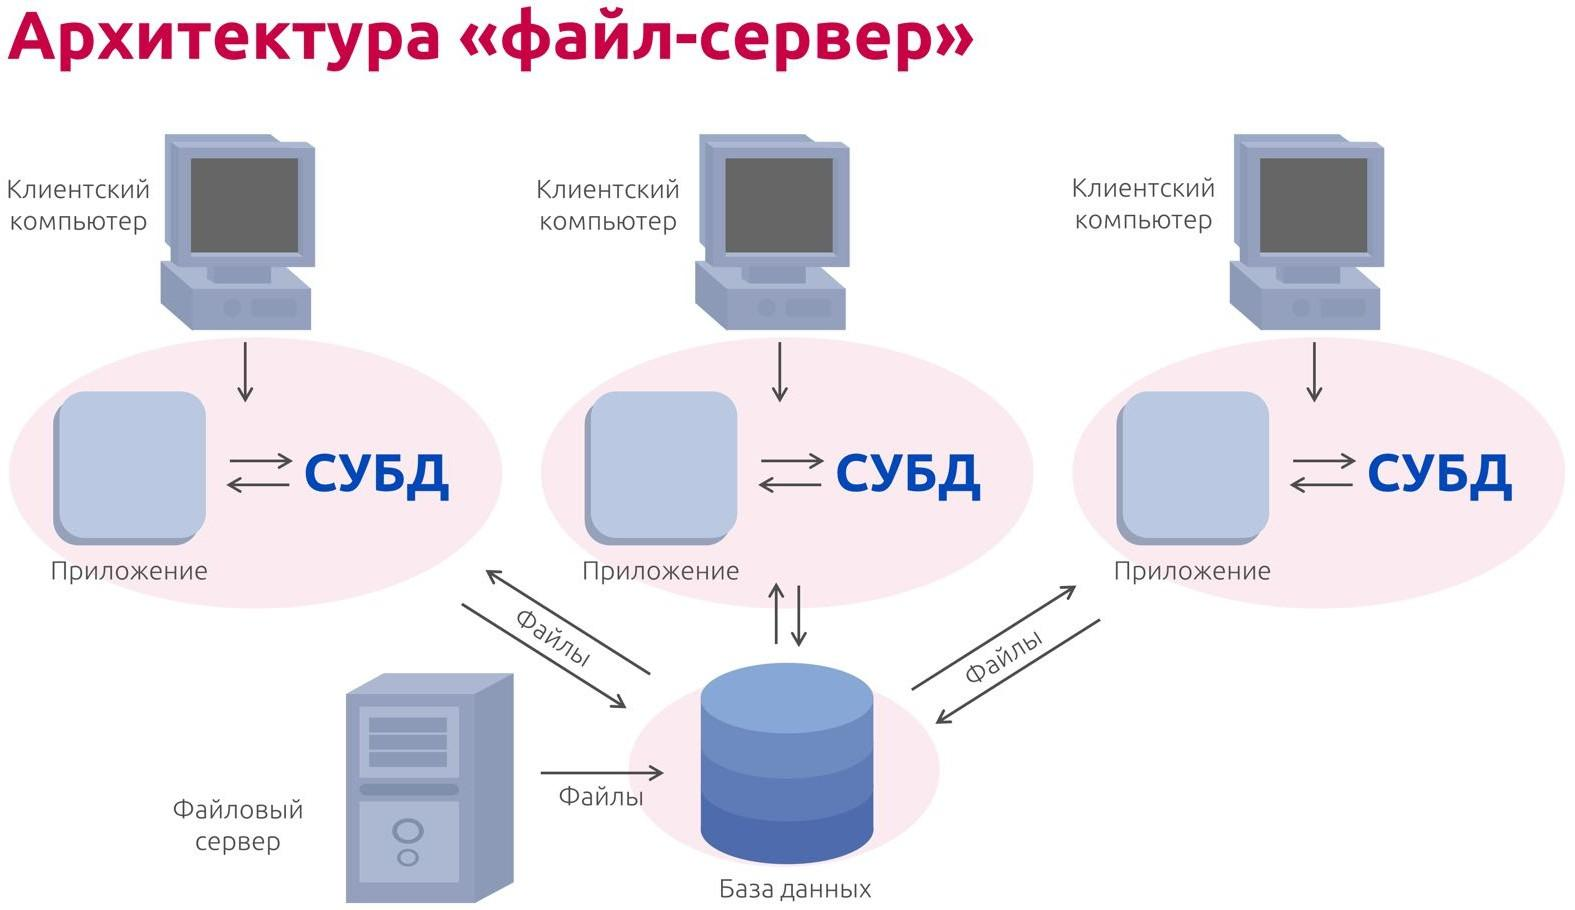 Архитектура «файл-сервер»
Клиентский
компьютер
Клиентский
компьютер
Клиентский
компьютер
СУБД
Приложение
СУБД
Приложение
СУБД
Приложение
Файлы
Файлы
Файловый
сервер
Файлы
База данных